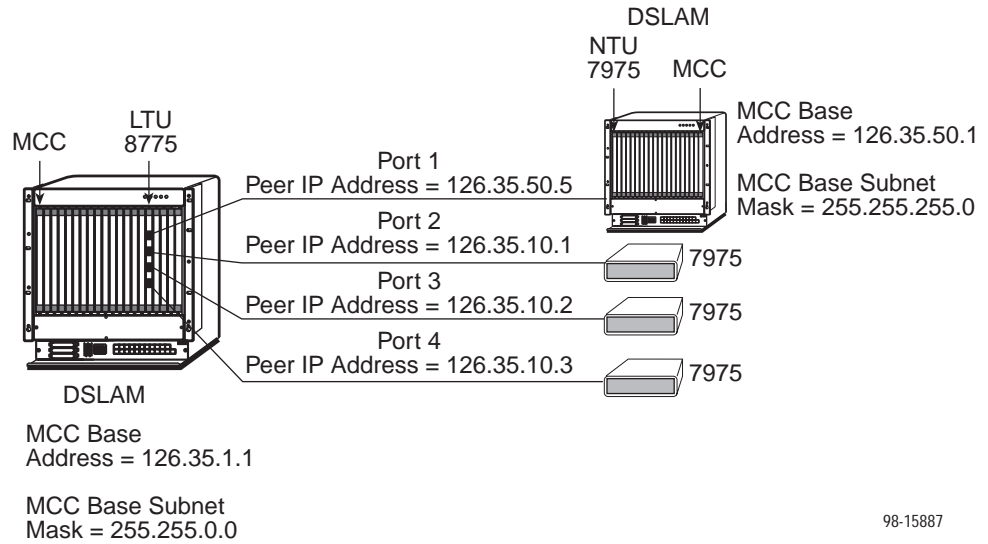 DSLAM
NTU
7975
MCC
MCC Base
Address = 126.35.50.1
MCC Base Subnet
Mask = 255.255.255.0
MCC
LTU
8775
Port 1
Peer IP Address = 126.35.50.5
Port 2
Peer IP Address = 126.35.10.1
7975
Port 3
Peer IP Address = 126.35.10.2
7975
Port 4
Peer IP Address = 126.35.10.3
7975
DSLAM
MCC Base
Address = 126.35.1.1
MCC Base Subnet
Mask = 255.255.0.0
98-15887